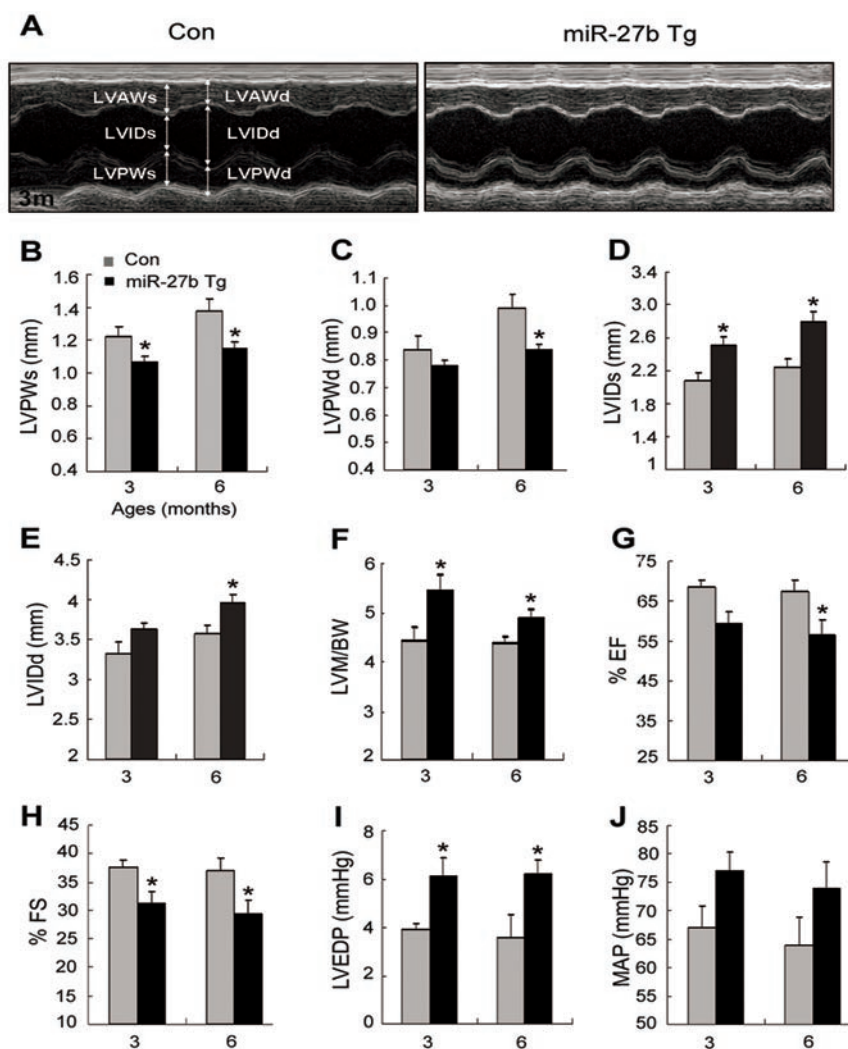 A
Con
miR-27b Tg
LVAWs
LVAWd
LVIDs
LVIDd
LVPWs
LVPWd
3m
B
Con
miR-27b Tg
LVPWs (mm)
1.6
1.4
1.2
1.0
0.8
0.6
0.4
*
*
3
6
Ages (months)
C
LVPWd (mm)
1.1
1.0
0.9
0.8
0.7
0.6
0.5
0.4
*
3
6
D
LVIDs (mm)
3.4
3.0
2.6
2.2
1.8
1.4
1
*
*
3
6
E
LVIDd (mm)
4.5
4
3.5
3
2.5
2
*
3
6
F
LVM/BW
6
5
4
3
2
*
*
3
6
G
% EF
75
65
55
45
35
25
*
3
6
H
% FS
45
40
35
30
25
20
15
10
*
*
3
6
I
LVEDP (mmHg)
8
6
4
2
0
*
*
3
6
J
MAP (mmHg)
85
80
75
70
65
60
55
50
3
6